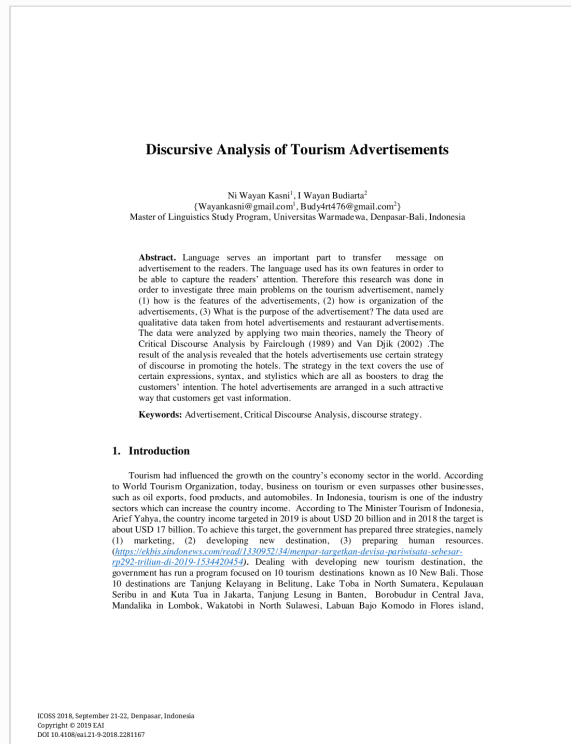 Discursive Analysis of Tourism Advertisements
Ni Wayan Kasni1, I Wayan Budiarta2
{Wayankasni@gmail.com1, Budy4rt476@gmail.com2}
Master of Linguistics Study Program, Universitas Warmadewa, Denpasar-Bali, Indonesia
Abstract. Language serves an important part to transfer message on
advertisement to the readers. The language used has its own features in order to
be able to capture the readers' attention. Therefore this research was done in
order to investigate three main problems on the tourism advertisement, namely
(1) how is the features of the advertisements, (2) how is organization of the
advertisements, (3) What is the purpose of the advertisement? The data used are
qualitative data taken from hotel advertisements and restaurant advertisements.
The data were analyzed by applying two main theories, namely the Theory of
Critical Discourse Analysis by Fairclough (1989) and Van Djik (2002) .The
result of the analysis revealed that the hotels advertisements use certain strategy
of discourse in promoting the hotels. The strategy in the text covers the use of
certain expressions, syntax, and stylistics which are all as boosters to drag the
customers' intention. The hotel advertisements are arranged in a such attractive
way that customers get vast information.
Keywords: Advertisement, Critical Discourse Analysis, discourse strategy.
1. Introduction
Tourism had influenced the growth on the country's economy sector in the world. According
to World Tourism Organization, today, business on tourism or even surpasses other businesses,
such as oil exports, food products, and automobiles. In Indonesia, tourism is one of the industry
sectors which can increase the country income. According to The Minister Tourism of Indonesia,
Arief Yahya, the country income targeted in 2019 is about USD 20 billion and in 2018 the target is
about USD 17 billion. To achieve this target, the government has prepared three strategies, namely
(1) marketing, (2) developing new destination, (3) preparing human resources.
(https://ekbis.sindonews.com/read/1330952/34/menpar-targetkan-devisa-pariwisata-sebesar-
rp292-triliun-di-2019-1534420454). Dealing with developing new tourism destination, the
government has run a program focused on 10 tourism destinations known as 10 New Bali. Those
10 destinations are Tanjung Kelayang in Belitung, Lake Toba in North Sumatera, Kepulauan
Seribu in and Kuta Tua in Jakarta, Tanjung Lesung in Banten, Borobudur in Central Java,
Mandalika in Lombok, Wakatobi in North Sulawesi, Labuan Bajo Komodo in Flores island,
ICOSS 2018, September 21-22, Denpasar, Indonesia
Copyright © 2019 EAI
DOI 10.4108/eai.21-9-2018.2281167